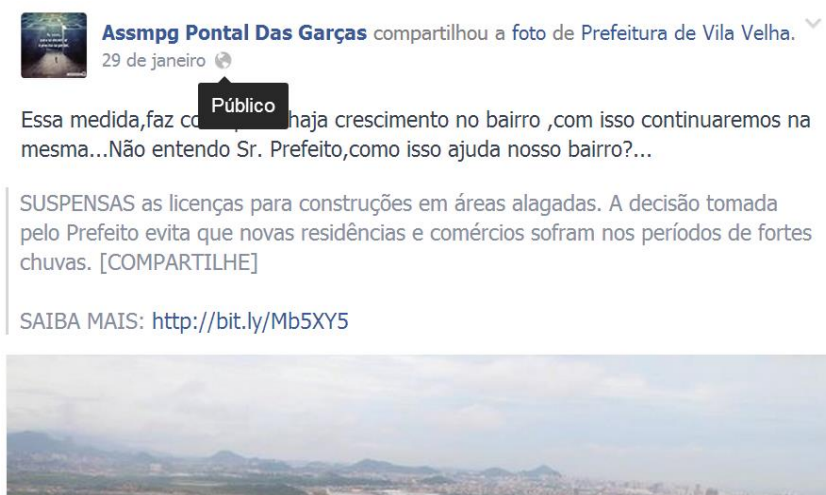 Assmpg Pontal Das Garças compartilhou a foto de Prefeitura de Vila Velha.
29 de janeiro
Público
Essa medida,faz haja crescimento no bairro ,com isso continuaremos na
mesma...Não entendo Sr. Prefeito,como isso ajuda nosso bairro?...
SUSPENSAS as licenças para construções em áreas alagadas. A decisão tomada
pelo Prefeito evita que novas residências e comércios sofram nos períodos de fortes
chuvas. [COMPARTILHE]
SAIBA MAIS: http://bit.ly/Mb5XY5